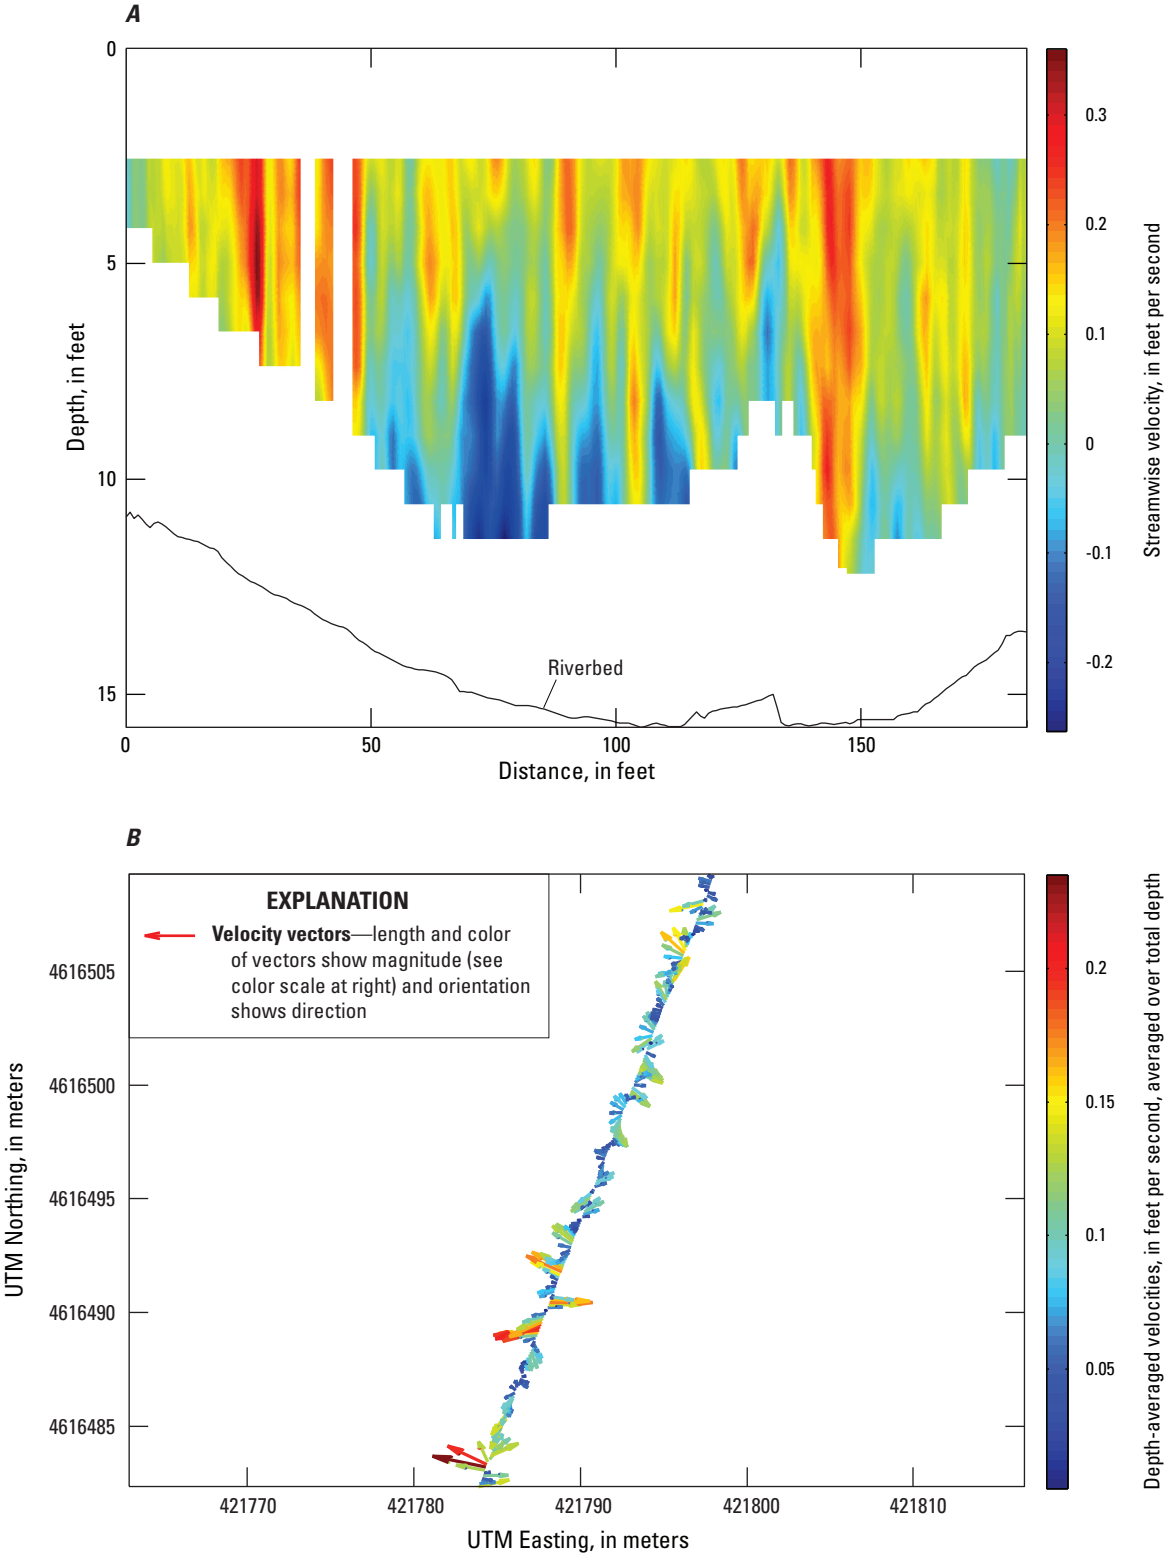 A
0
5
10
15
Depth, in feet
Riverbed
0
50
100
150
Distance, in feet
0.3
0.2
0.1
0
-0.1
-0.2
Streamwise velocity, in feet per second
B
EXPLANATION
Velocity vectors—length and color
of vectors show magnitude (see
color scale at right) and orientation
shows direction
4616505
4616500
4616495
4616490
4616485
UTM Northing, in meters
421770
421780
421790
421800
421810
UTM Easting, in meters
0.2
0.15
0.1
0.05
Depth-averaged velocities, in feet per second, averaged over total depth